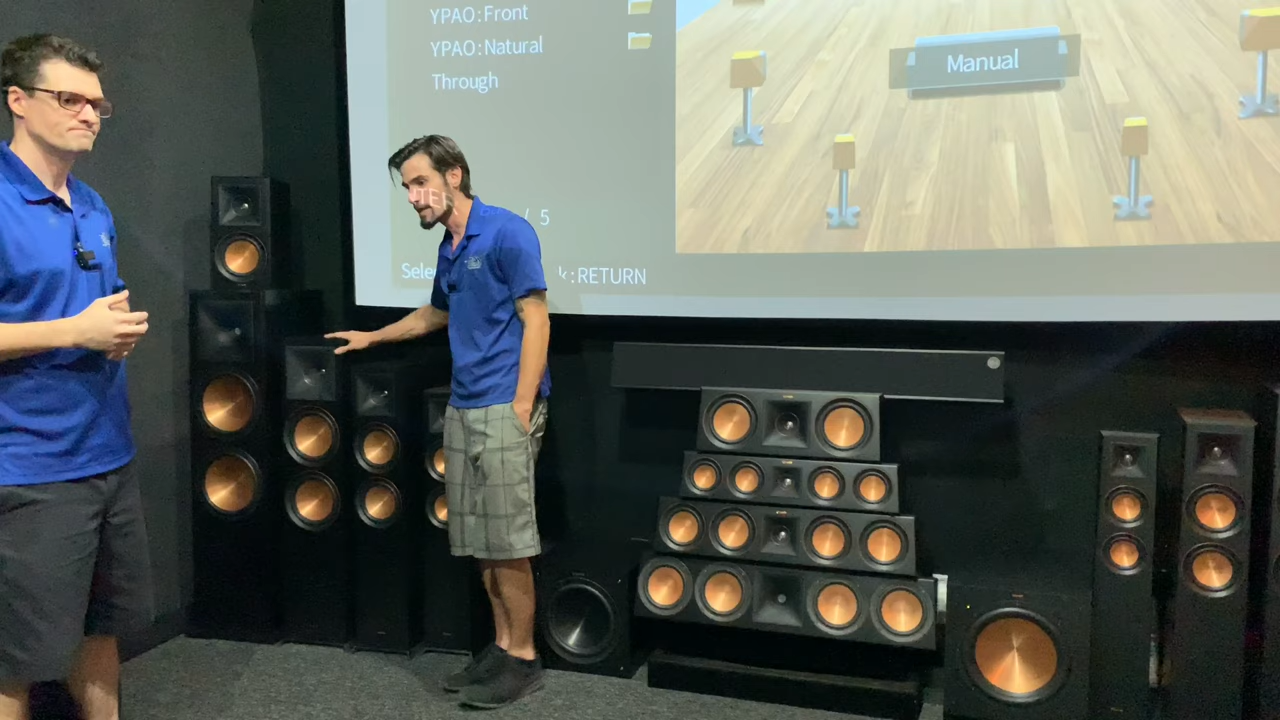 YPAO:Front
YPAO:Natural
Through
Manual
/ 5
:RETURN